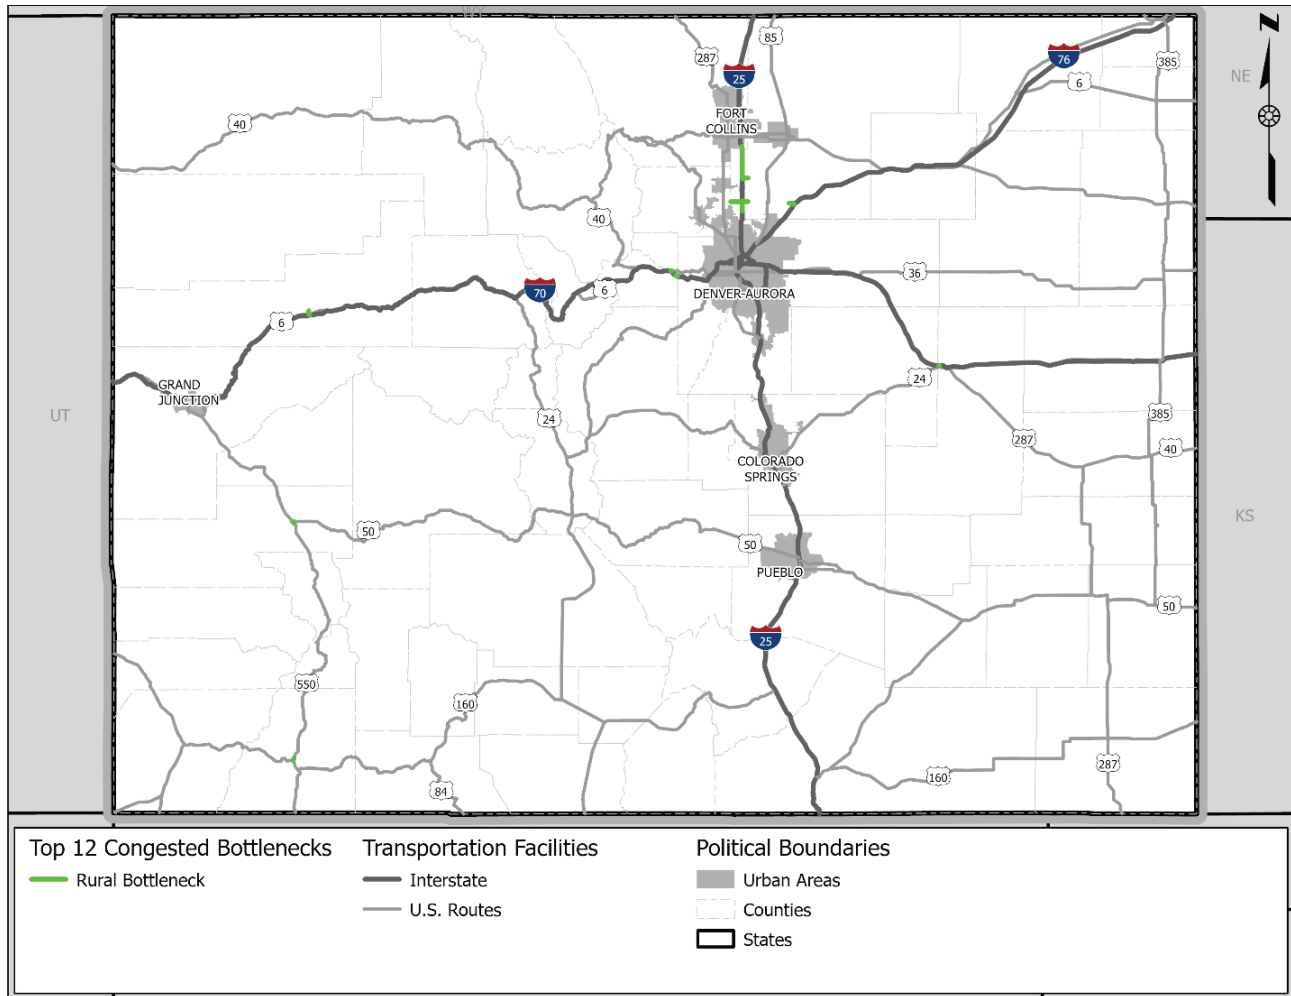 WY
85
287
25
76
385
6
NE
N
FORT
COLLINS
40
40
36
70
6
DENVER-AURORA
6
24
GRAND
JUNCTION
UT
385
24
287
40
COLORADO
SPRINGS
KS
50
50
PUEBLO
50
25
550
160
287
160
84
Top 12 Congested Bottlenecks
Rural Bottleneck
Transportation Facilities
Interstate
U.S. Routes
Political Boundaries
Urban Areas
Counties
States